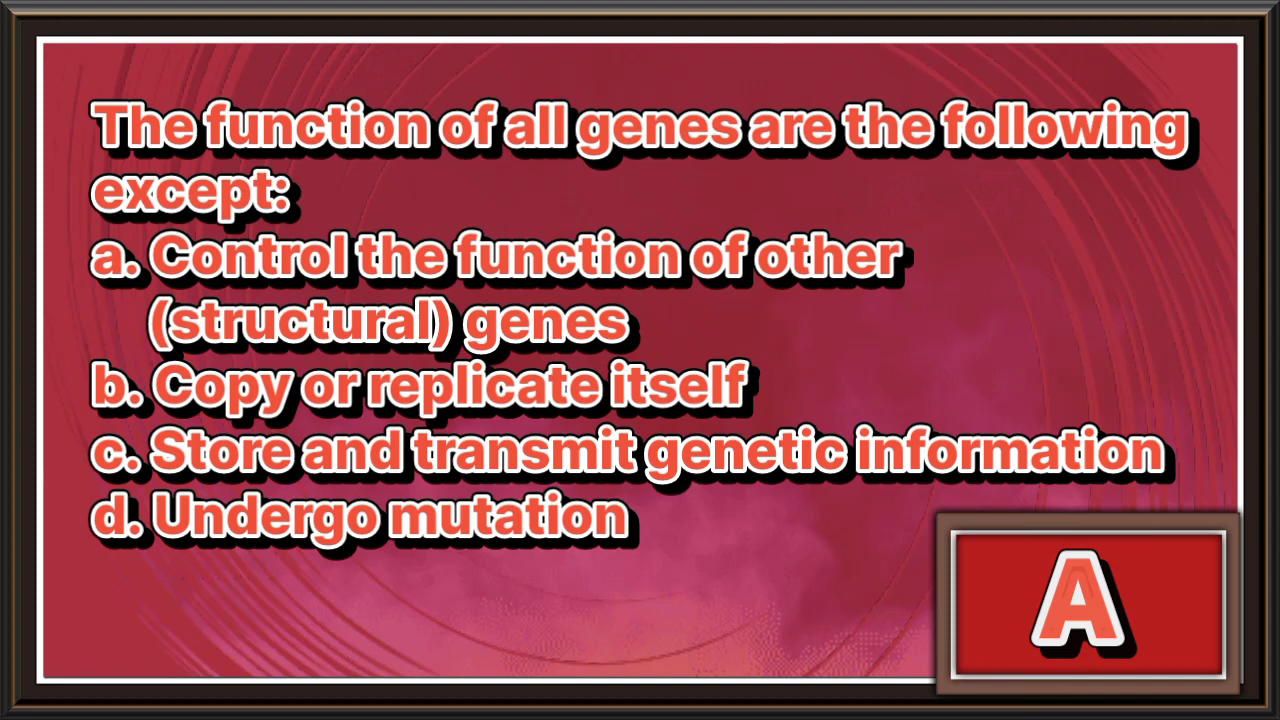 The function of all genes are the following
except:
a. Control the function of other
(structural) genes
b. Copy or replicate itself
c. Store and transmit genetic information
d. Undergo mutation
A